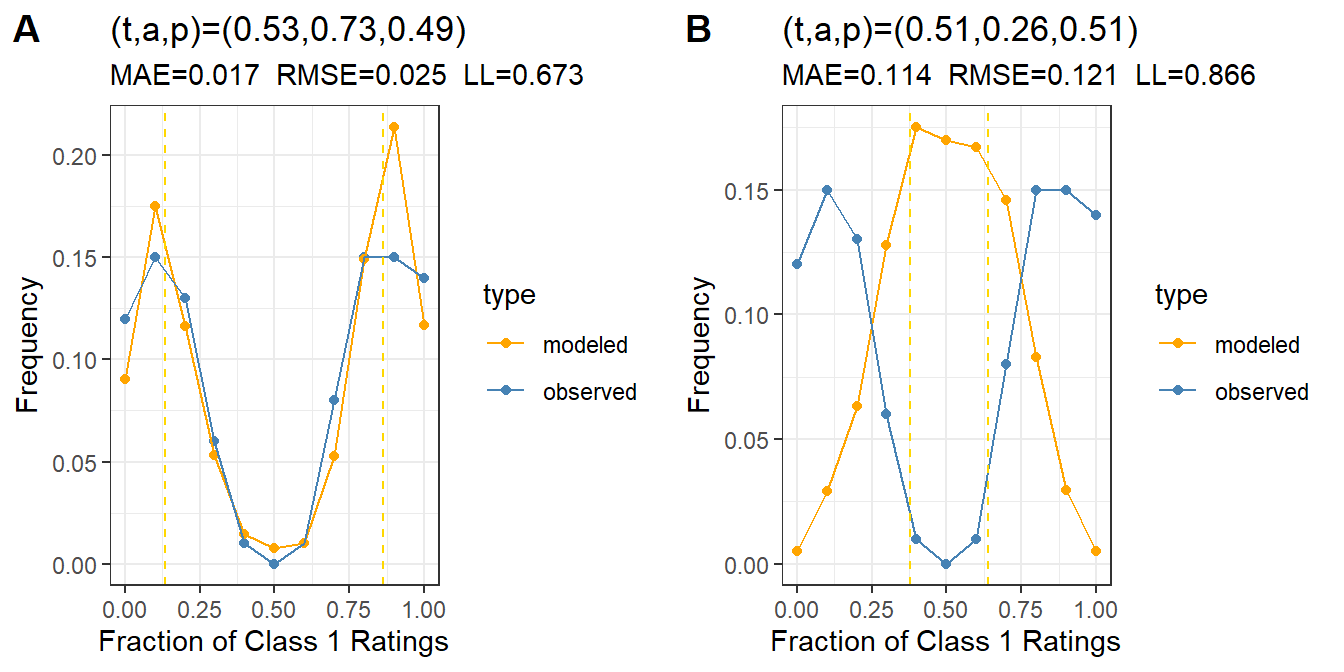 A
(t,a,p)=(0.53,0.73,0.49)
MAE=0.017 RMSE=0.025 LL=0.673
0.20
0.15
0.10
0.05
0.00
Frequency
0.00 0.25 0.50 0.75 1.00
Fraction of Class 1 Ratings
type
modeled
observed
B
(t,a,p)=(0.51,0.26,0.51)
MAE=0.114 RMSE=0.121 LL=0.866
0.15
0.10
0.05
0.00
Frequency
0.00 0.25 0.50 0.75 1.00
Fraction of Class 1 Ratings
type
modeled
observed